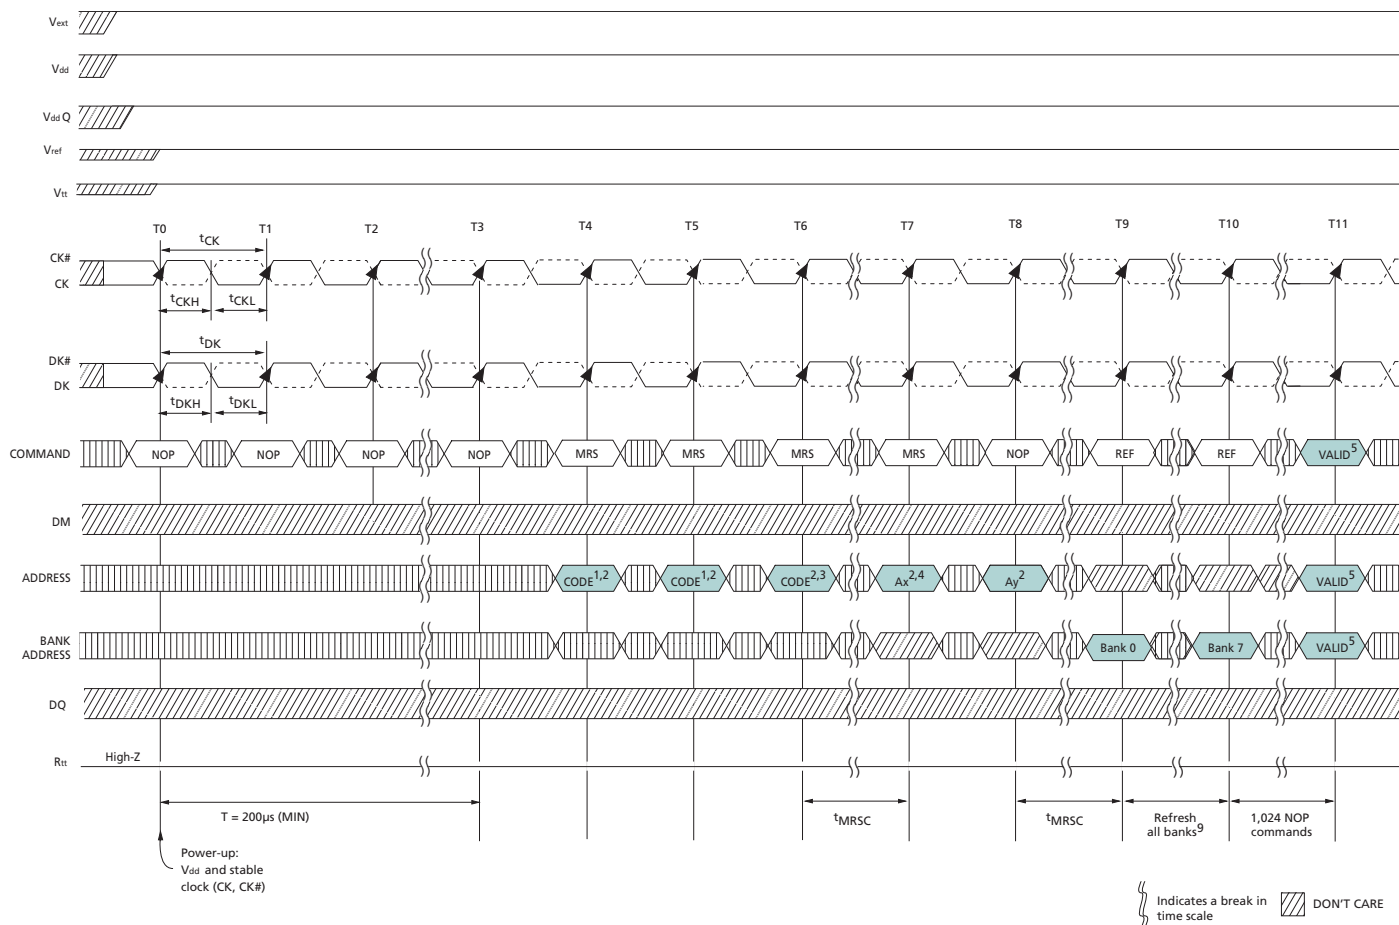 Vext
Vdd
VddQ
Vref
Vtt
T0 T1 T2 T3 T4 T5 T6 T7 T8 T9 T10 T11
tCK
CK#
CK
tCKH tCKL
tDK
DK#
DK
tDKH tDKL
COMMAND NOP NOP NOP NOP MRS MRS MRS MRS NOP REF REF VALID5
DM
ADDRESS CODE1,2 CODE1,2 CODE2,3 Ax2,4 Ay2 VALID5
BANK
ADDRESS Bank 0 Bank 7 VALID5
DQ
Rtt High-Z
T = 200µs (MIN) tMRSC tMRSC Refresh
all banks9
1,024 NOP
commands
Power-up:
Vdd and stable
clock (CK, CK#)
Indicates a break in
time scale
DON'T CARE